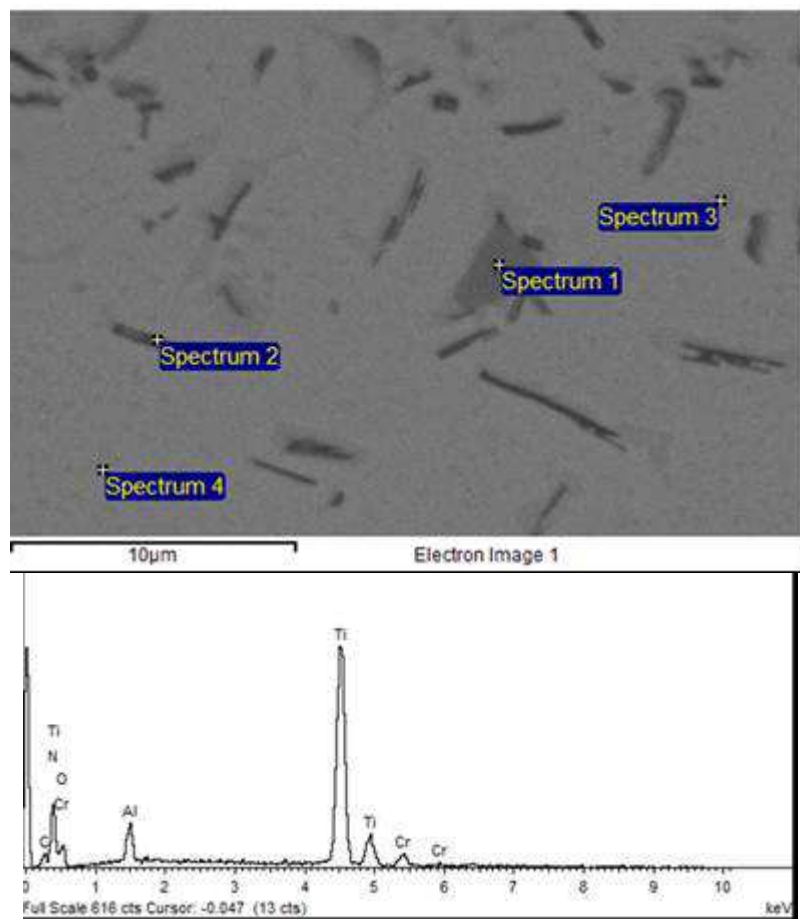 Spectrum 3
Spectrum 1
Spectrum 2
Spectrum 4
10µm Electron Image 1
Ti
Ti
N
O
Cr
Al
C
Ti
Cr
Cr
0 1 2 3 4 5 6 7 8 9 10
Full Scale 616 cts Cursor: -0.047 (13 cts) keV